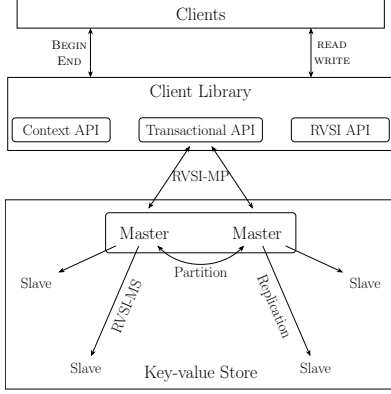 Clients
BEGIN
END
READ
WRITE
Client Library
Context API
Transactional API
RVSI API
RVSI-MP
Master
Master
Partition
Slave
RVSI-MS
Replication
Slave
Slave
Slave
Key-value Store